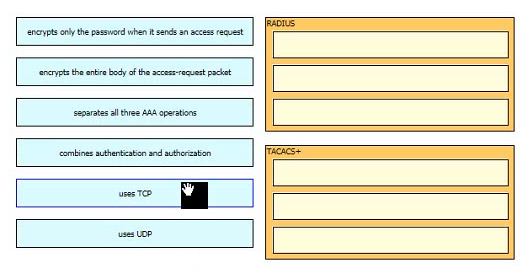 encrypts only the password when it sends an access request
encrypts the entire body of the access-request packet
separates all three AAA operations
combines authentication and authorization
uses TCP
uses UDP
RADIUS
TACACS+